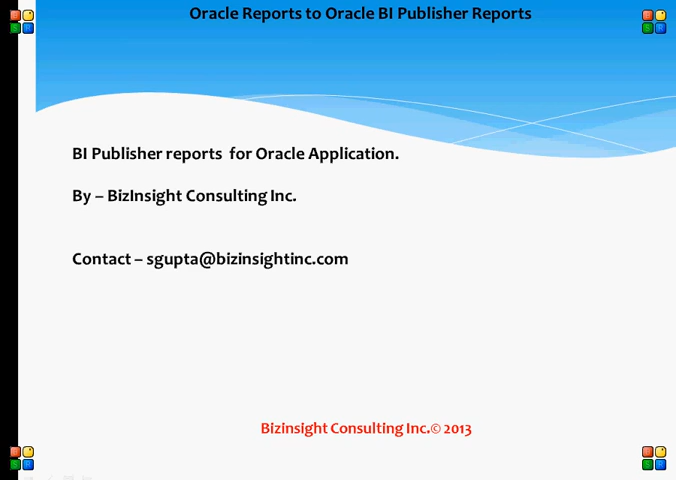 Oracle Reports to Oracle BI Publisher Reports
BI Publisher reports for Oracle Application.
By – BizInsight Consulting Inc.
Contact – sgupta@bizinsightinc.com
Bizinsight Consulting Inc.© 2013